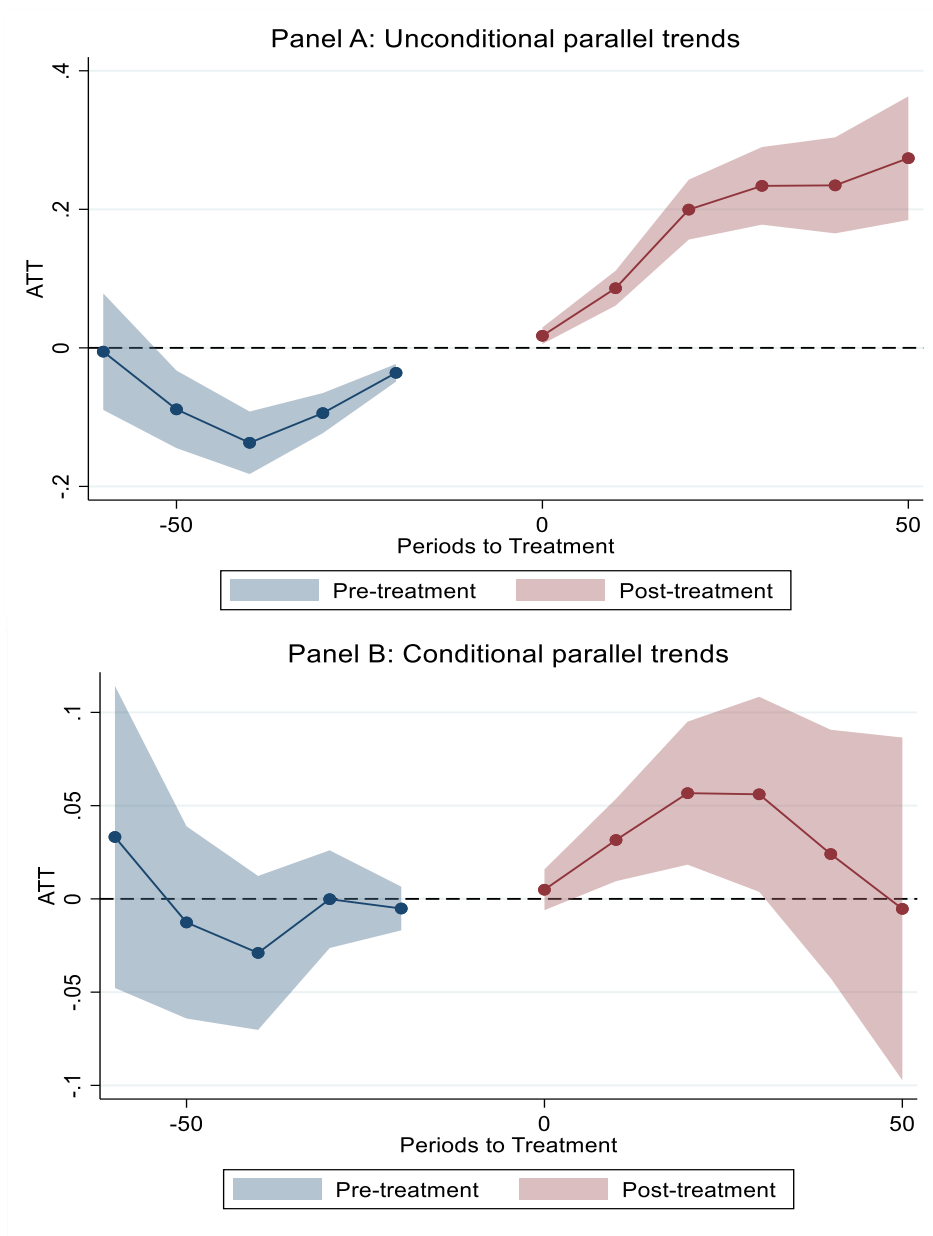 Panel A: Unconditional parallel trends
.4
.2
0
-.2
ATT
-50
0
50
Periods to Treatment
Pre-treatment
Post-treatment
Panel B: Conditional parallel trends
.1
.05
0
-.05
-.1
ATT
-50
0
50
Periods to Treatment
Pre-treatment
Post-treatment